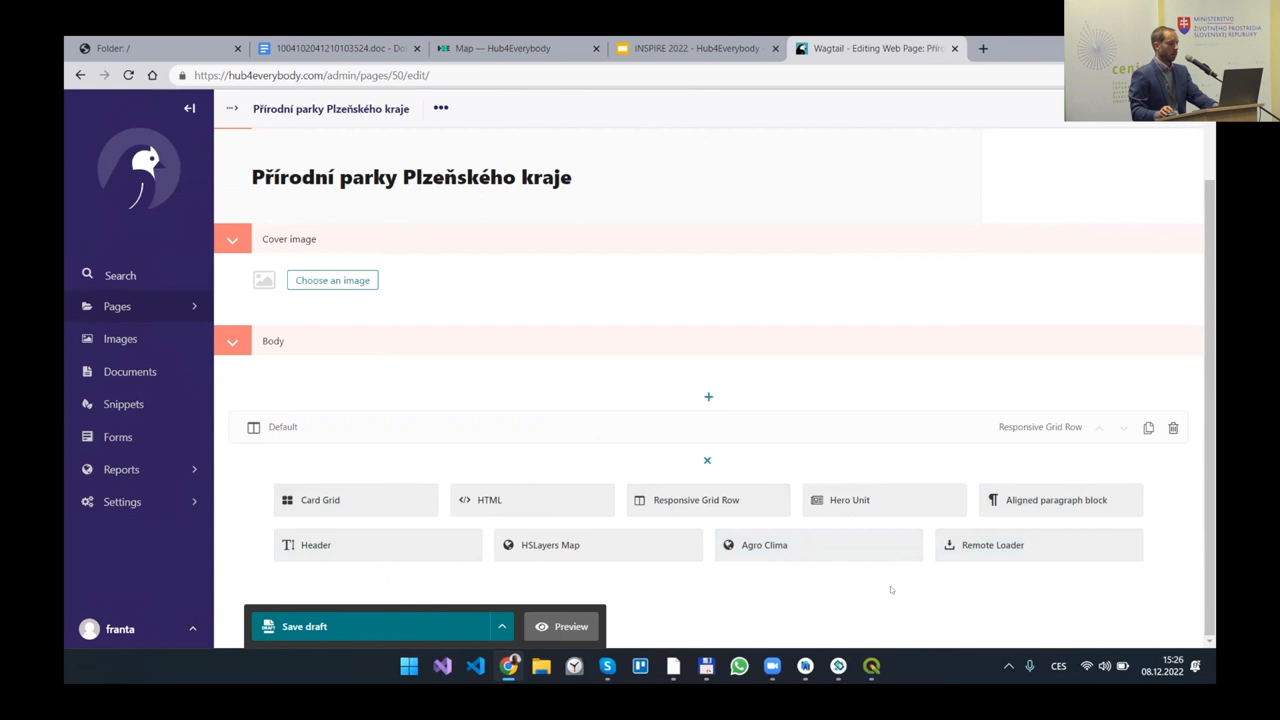 Folder: /
1004102041210103524.doc - Do
Map — Hub4Everybody
INSPIRE 2022 - Hub4Everybody -
Wagtail - Editing Web Page: Příro
MINISTERSTVO
ŽIVOTNÉHO PROSTREDIA
SLOVENSKEJ REPUBLIKY
ceni
https://hub4everybody.com/admin/pages/50/edit/
Přírodní parky Plzeňského kraje
Přírodní parky Plzeňského kraje
Cover image
Choose an image
Search
Pages
Images
Documents
Snippets
Forms
Reports
Settings
franta
Body
Default
Responsive Grid Row
Card Grid
HTML
Responsive Grid Row
Hero Unit
Aligned paragraph block
Header
HSLayers Map
Agro Clima
Remote Loader
Save draft
Preview
CES
15:26
08.12.2022